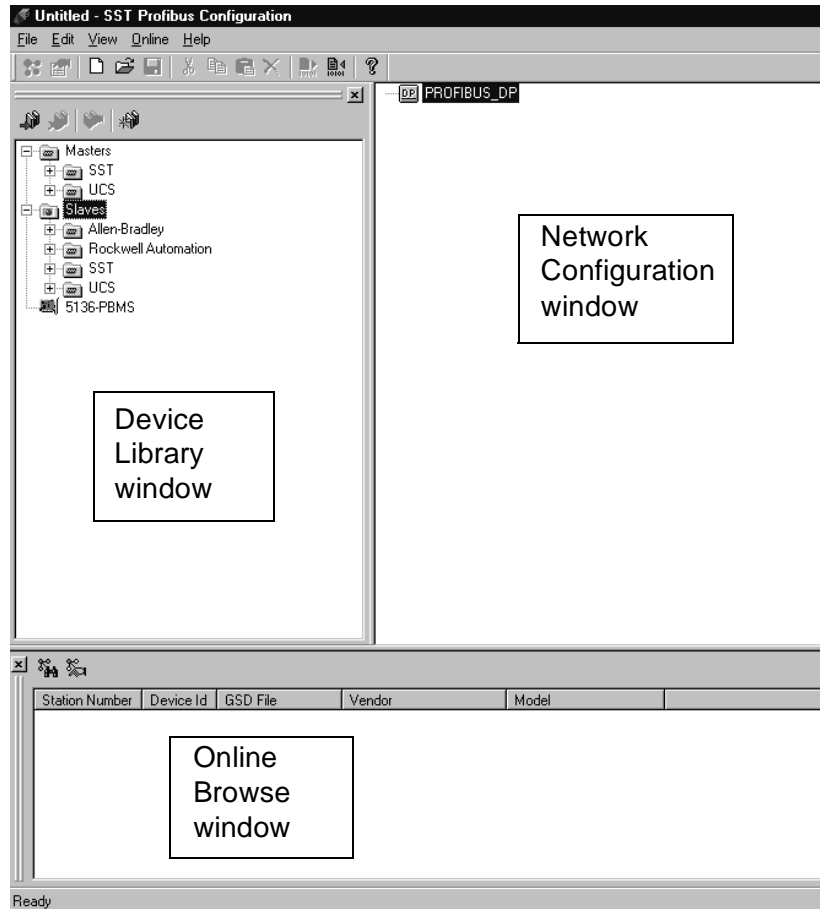 Untitled - SST Profibus Configuration
File Edit View Online Help
PROFIBUS_DP
Masters
SST
UCS
Slaves
Allen-Bradley
Rockwell Automation
SST
UCS
5136-PBMS
Network
Configuration
window
Device
Library
window
Station Number Device Id GSD File Vendor Model
Online
Browse
window
Ready